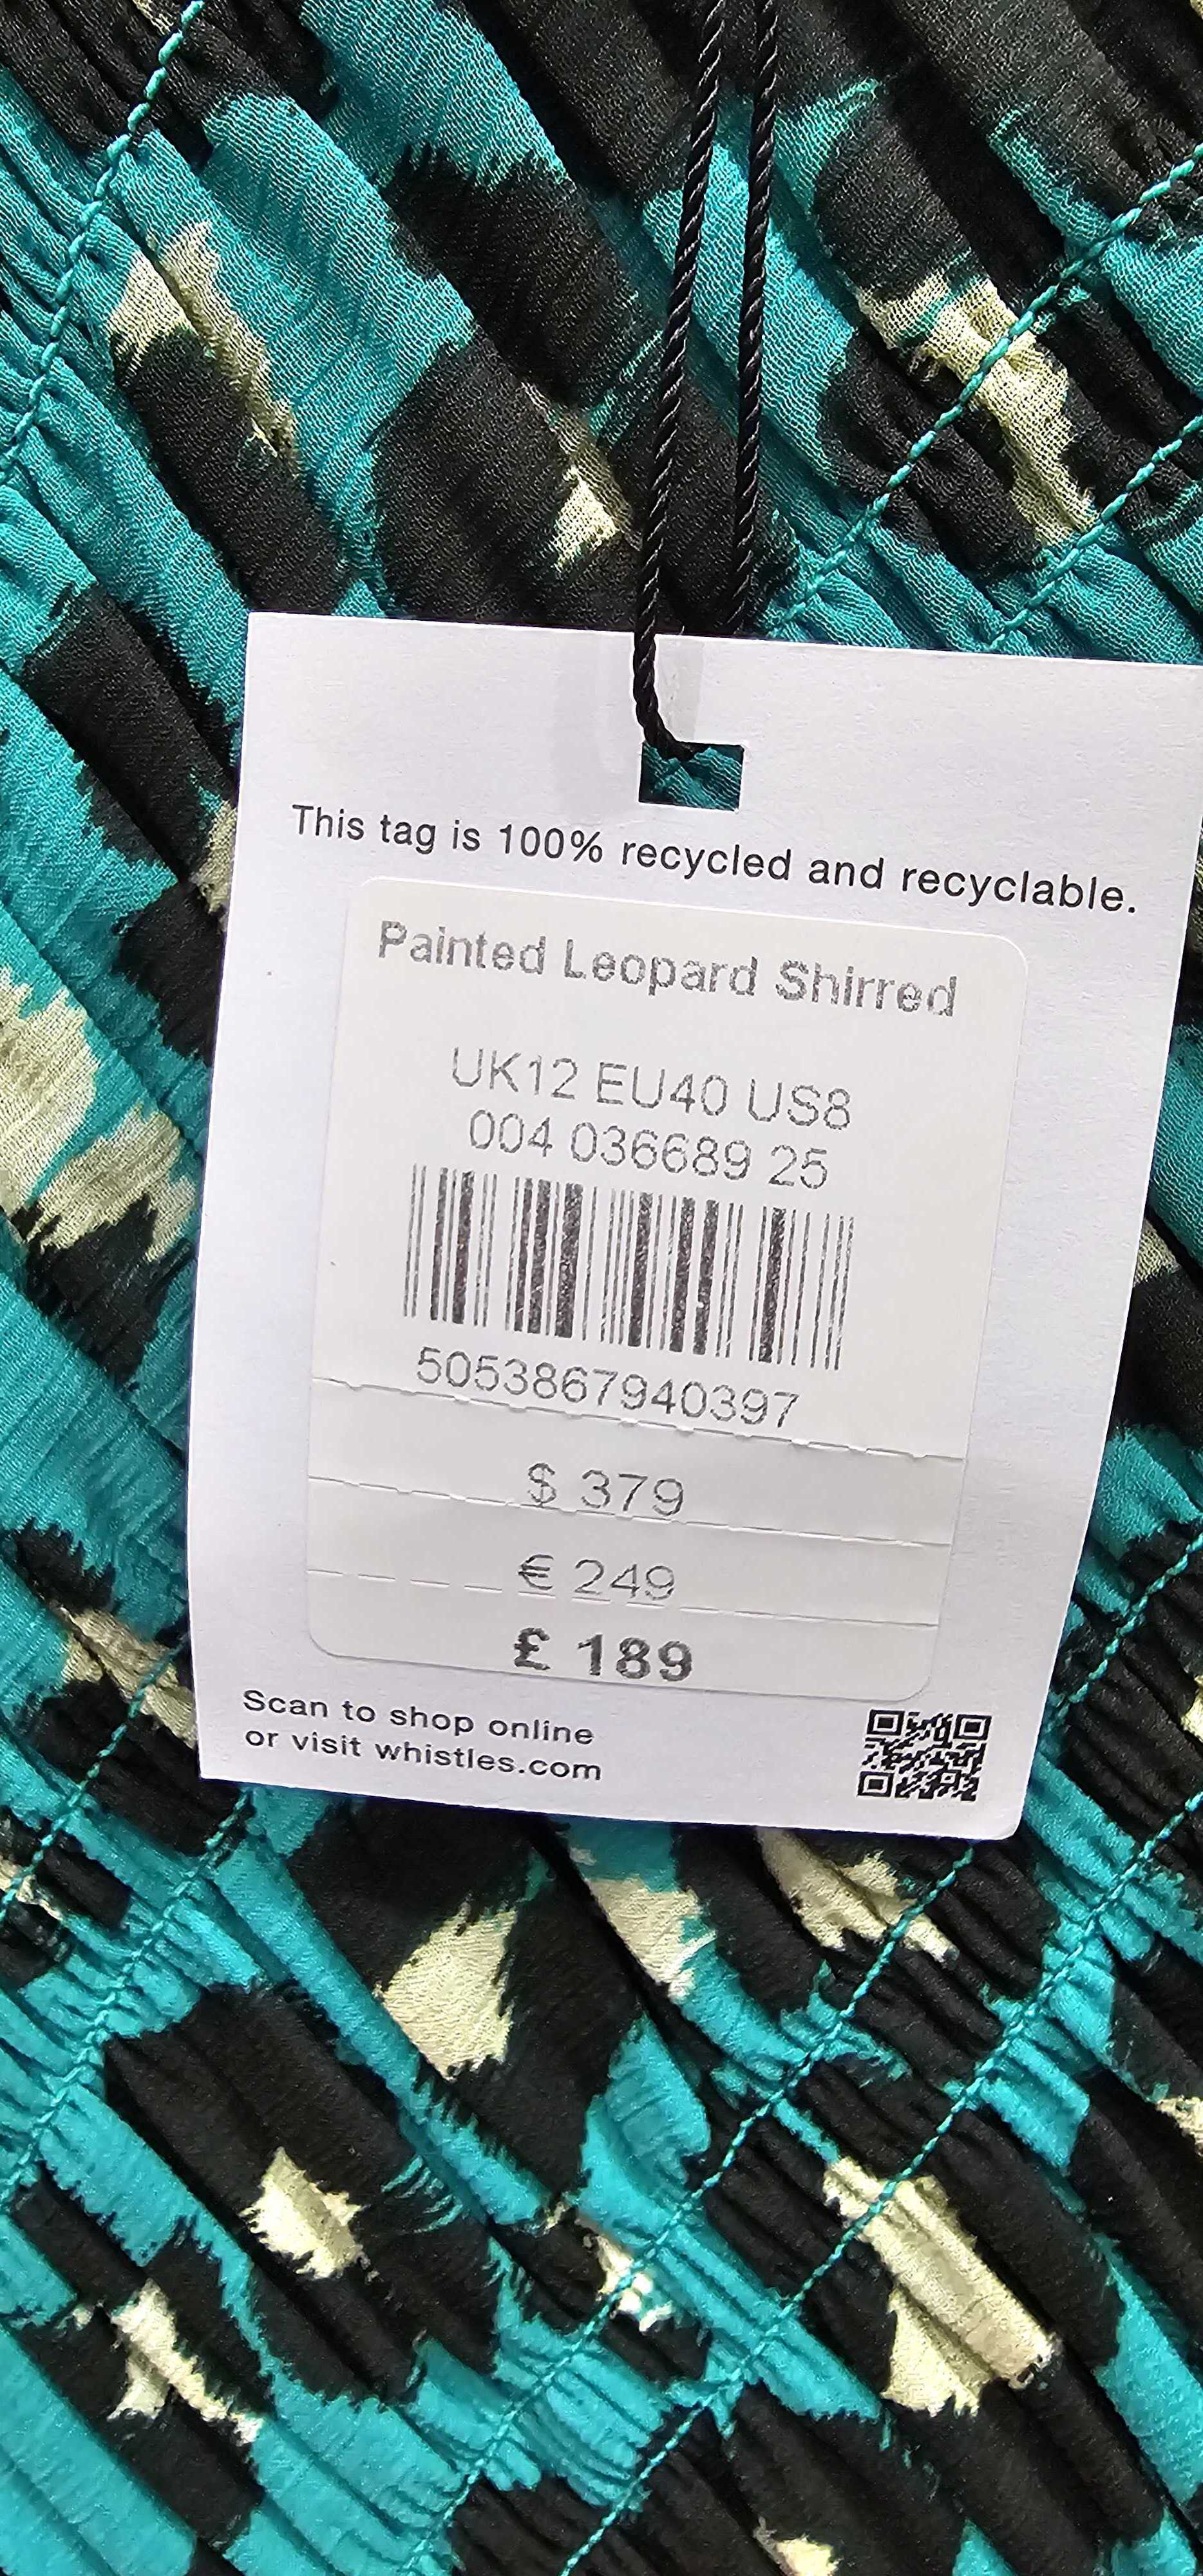 This tag is 100% recycled and recyclable.
Painted Leopard Shirred
UK12 EU40 US8
004 036689 25
5053867940397
$ 379
€ 249
£ 189
Scan to shop online
or visit whistles.com